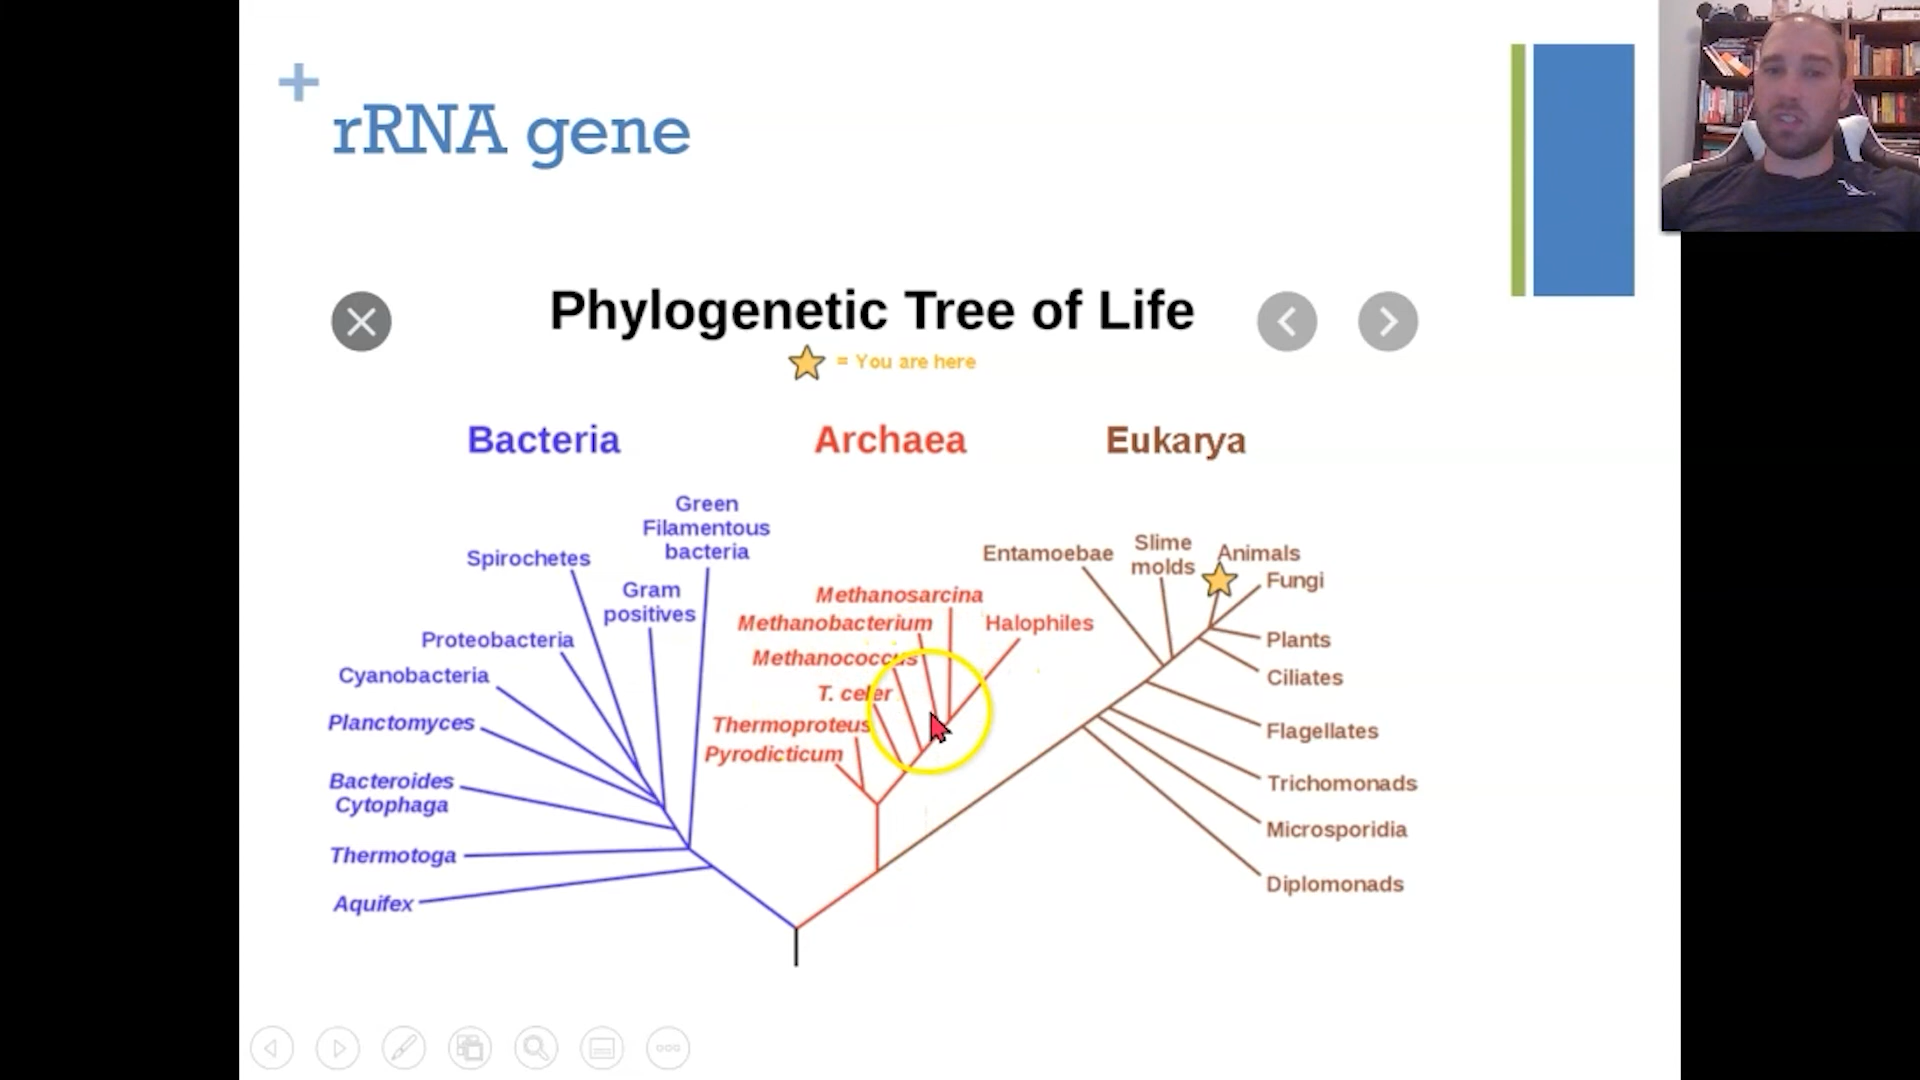 rRNA gene
Phylogenetic Tree of Life
= You are here
Bacteria
Archaea
Eukarya
Green
Filamentous
bacteria
Spirochetes
Gram
positives
Proteobacteria
Cyanobacteria
Planctomyces
Bacteroides
Cytophaga
Thermotoga
Aquifex
Methanosarcina
Methanobacterium
Halophiles
Methanococcus
T. celer
Thermoproteus
Pyrodicticum
Entamoebae
Slime
molds
Animals
Fungi
Plants
Ciliates
Flagellates
Trichomonads
Microsporidia
Diplomonads